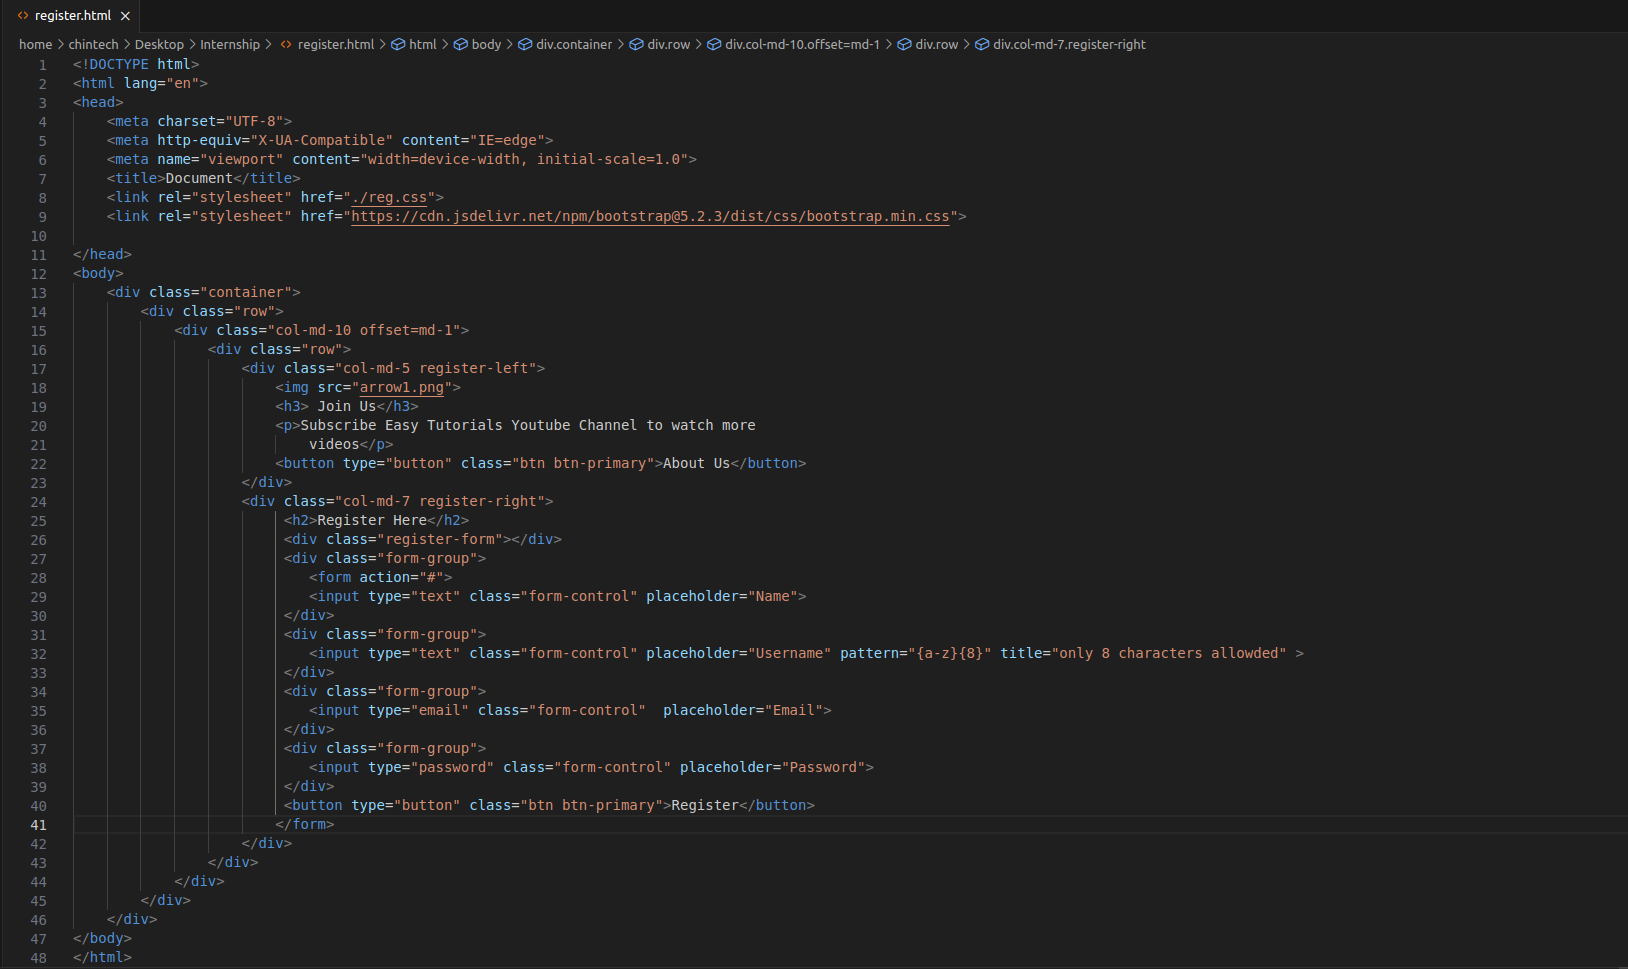 <> register.html ×
home > chintech > Desktop > Internship > <> register.html > html > body > div.container > div.row > div.col-md-10.offset=md-1 > div.row > div.col-md-7.register-right
1 <!DOCTYPE html>
2 <html lang="en">
3 <head>
4 <meta charset="UTF-8">
5 <meta http-equiv="X-UA-Compatible" content="IE=edge">
6 <meta name="viewport" content="width=device-width, initial-scale=1.0">
7 <title>Document</title>
8 <link rel="stylesheet" href="./reg.css">
9 <link rel="stylesheet" href="https://cdn.jsdelivr.net/npm/bootstrap@5.2.3/dist/css/bootstrap.min.css">
10
11 </head>
12 <body>
13 <div class="container">
14 <div class="row">
15 <div class="col-md-10 offset=md-1">
16 <div class="row">
17 <div class="col-md-5 register-left">
18 <img src="arrow1.png">
19 <h3> Join Us</h3>
20 <p>Subscribe Easy Tutorials Youtube Channel to watch more
21 videos</p>
22 <button type="button" class="btn btn-primary">About Us</button>
23 </div>
24 <div class="col-md-7 register-right">
25 <h2>Register Here</h2>
26 <div class="register-form"></div>
27 <div class="form-group">
28 <form action="#">
29 <input type="text" class="form-control" placeholder="Name">
30 </div>
31 <div class="form-group">
32 <input type="text" class="form-control" placeholder="Username" pattern="{a-z}{8}" title="only 8 characters allowded" >
33 </div>
34 <div class="form-group">
35 <input type="email" class="form-control"  placeholder="Email">
36 </div>
37 <div class="form-group">
38 <input type="password" class="form-control" placeholder="Password">
39 </div>
40 <button type="button" class="btn btn-primary">Register</button>
41 </form>
42 </div>
43 </div>
44 </div>
45 </div>
46 </div>
47 </body>
48 </html>